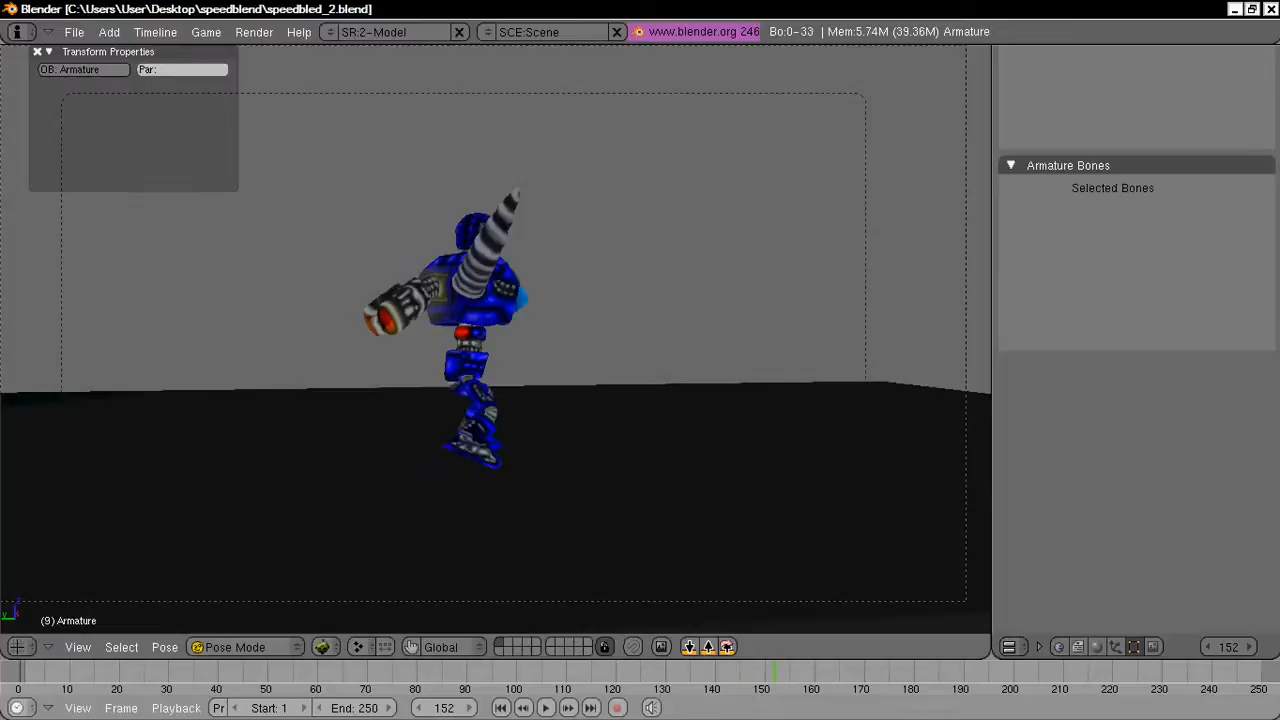 Blender [C:\Users\User\Desktop\speedblend\speedbled_2.blend]
File Add Timeline Game Render Help SR:2-Model SCE:Scene www.blender.org 246 Bo:0-33 | Mem:5.74M (39.36M) Armature
Transform Properties
OB: Armature Par:
Armature Bones
Selected Bones
z
y x
(9) Armature
View Select Pose Pose Mode Global 152
0 10 20 30 40 50 60 70 80 90 100 110 120 130 140 150 160 170 180 190 200 210 220 230 240 250
View Frame Playback Pr Start: 1 End: 250 152